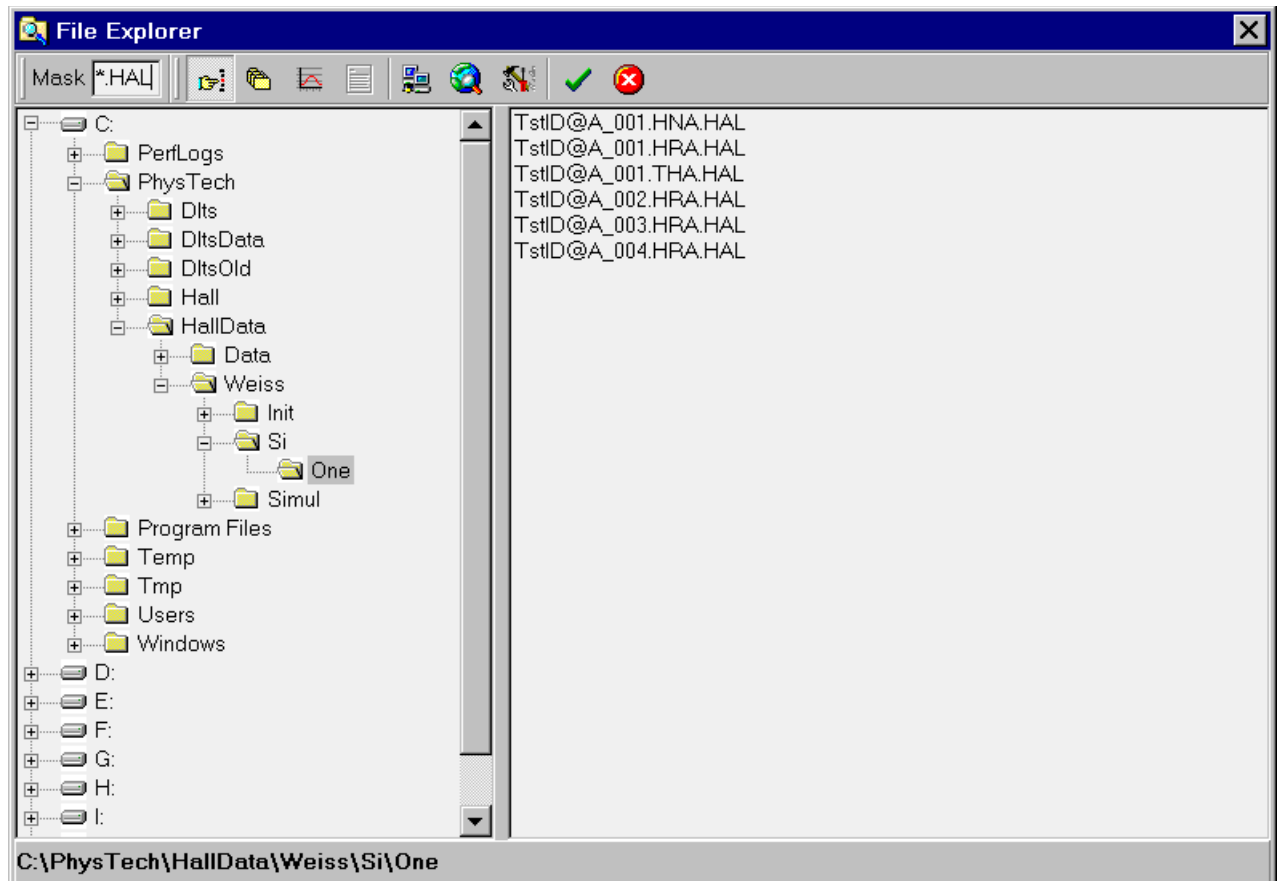 File Explorer
Mask *.HAL
C:
PerfLogs
PhysTech
Dlts
DltsData
DltsOld
Hall
HallData
Data
Weiss
Init
Si
One
Simul
Program Files
Temp
Tmp
Users
Windows
D:
E:
F:
G:
H:
I:
TstID@A_001.HNA.HAL
TstID@A_001.HRA.HAL
TstID@A_001.THA.HAL
TstID@A_002.HRA.HAL
TstID@A_003.HRA.HAL
TstID@A_004.HRA.HAL
C:\PhysTech\HallData\Weiss\Si\One